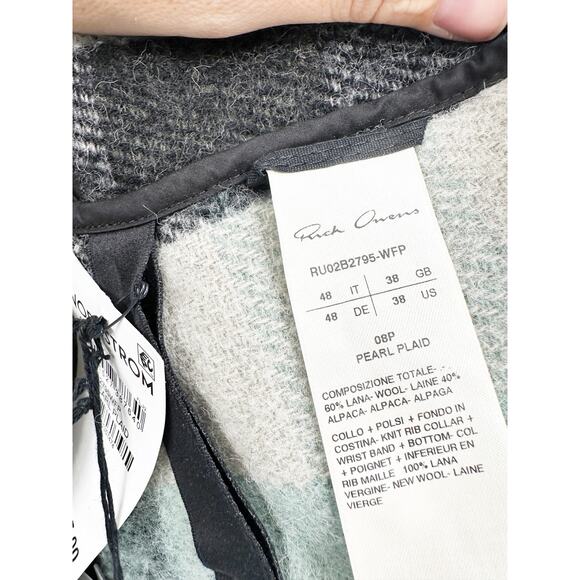 Rick Owens
RU02B2795-WFP
48 IT 38 GB
48 DE 38 US
08P
PEARL PLAID
COMPOSIZIONE TOTALE-
60% LANA- WOOL- LAINE 40%
ALPACA- ALPACA- ALPAGA
COLLO + POLSI + FONDO IN
COSTINA- KNIT RIB COLLAR +
WRIST BAND + BOTTOM- COL
+ POIGNET + INFERIEUR EN
RIB MAILLE 100% LANA
VERGINE- NEW WOOL- LAINE
VIERGE